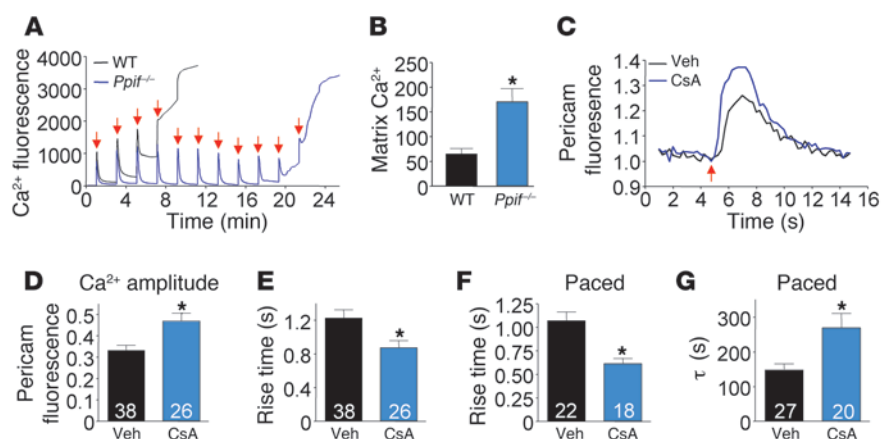 A
WT
Ppif–/–
Ca2+ fluorescence
4000
3000
2000
1000
0
0 4 8 12 16 20 24
Time (min)
B
Matrix Ca2+
250
200
150
100
50
0
*
WT Ppif–/–
C
Veh
CsA
Pericam
fluoresence
1.4
1.3
1.2
1.1
1.0
0.9
0 2 4 6 8 10 12 14 16
Time (s)
D Ca2+ amplitude
Pericam
fluorescence
0.5
0.4
0.3
0.2
0.1
0
*
38 26
Veh CsA
E
Rise time (s)
1.2
0.8
0.4
0
*
38 26
Veh CsA
F Paced
Rise time (s)
1.25
1.00
0.75
0.50
0.25
0.00
*
22 18
Veh CsA
G Paced
τ (s)
300
200
100
0
*
27 20
Veh CsA